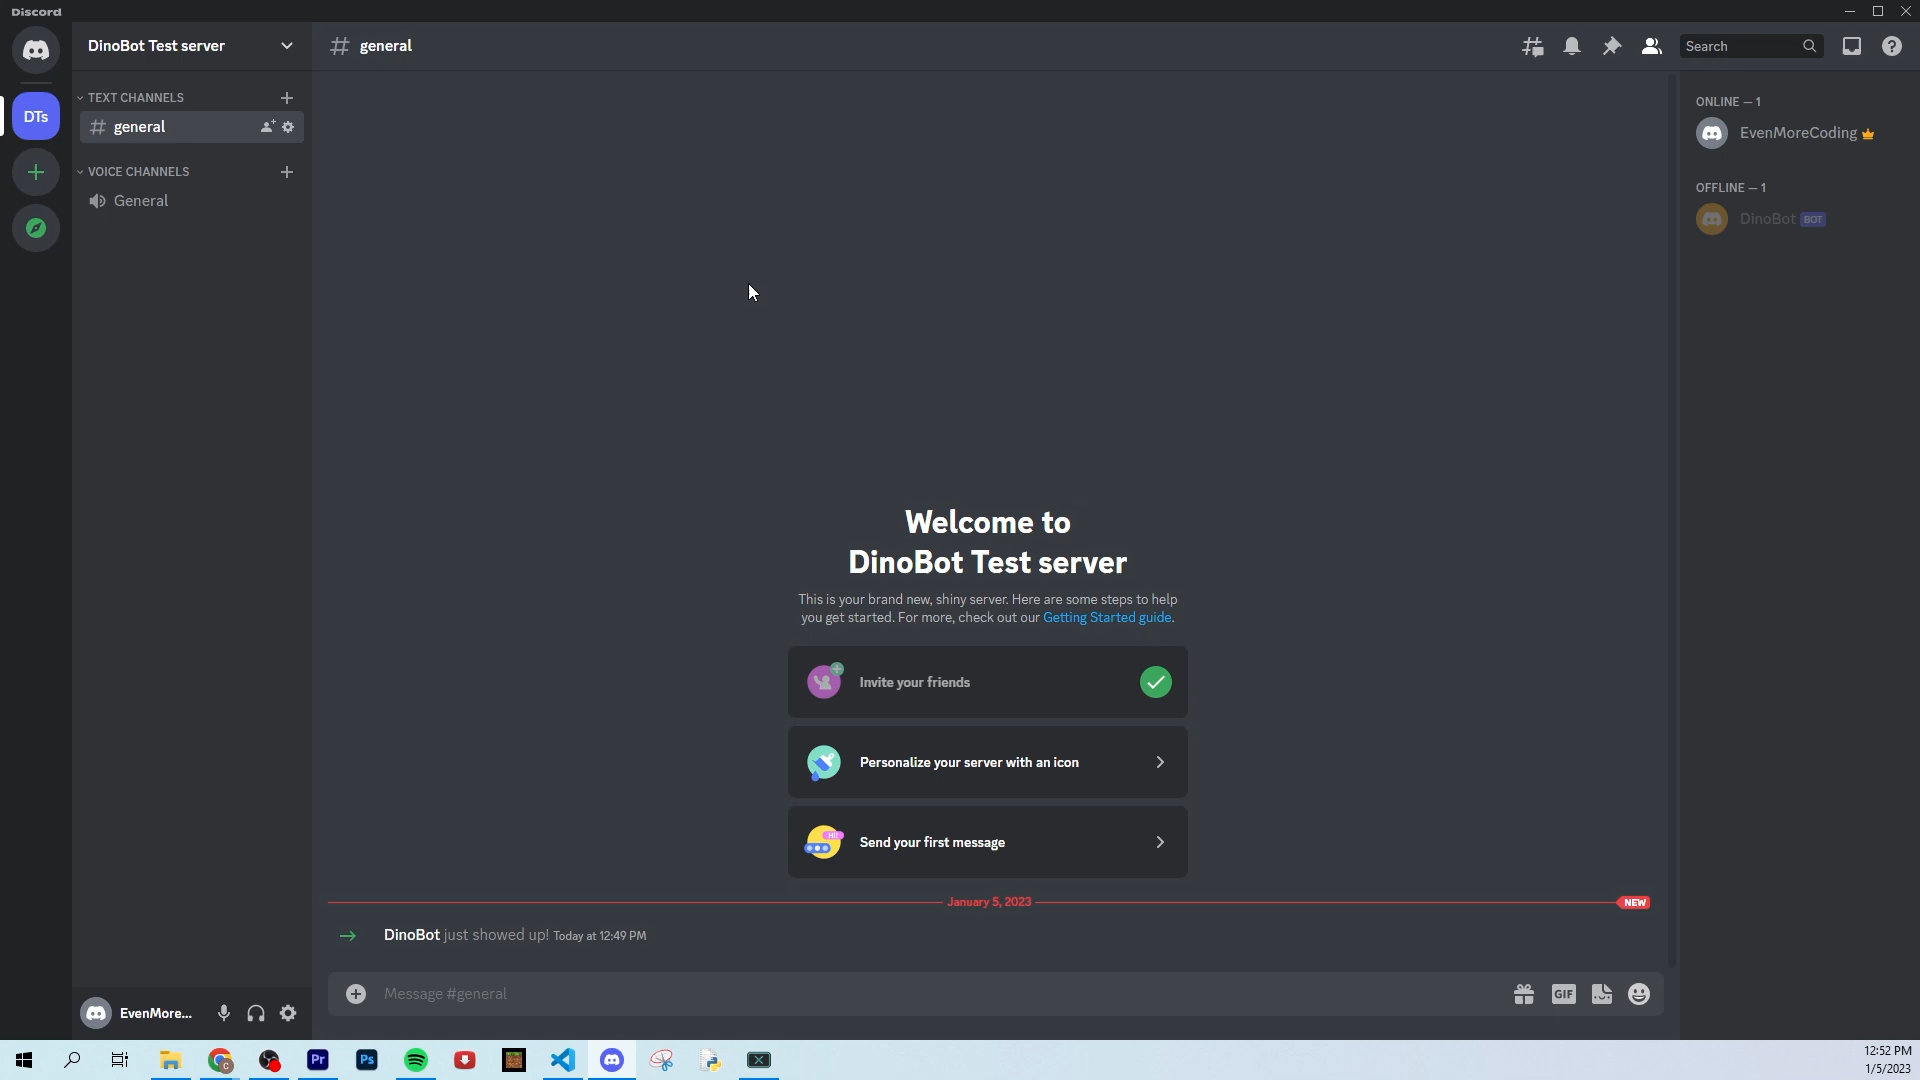 Discord
DinoBot Test server
general
Search
TEXT CHANNELS
general
VOICE CHANNELS
General
DTs
ONLINE — 1
EvenMoreCoding
OFFLINE — 1
DinoBot BOT
Welcome to
DinoBot Test server
This is your brand new, shiny server. Here are some steps to help
you get started. For more, check out our Getting Started guide.
Invite your friends
Personalize your server with an icon
Hi!
Send your first message
January 5, 2023
NEW
DinoBot just showed up! Today at 12:49 PM
Message #general
GIF
EvenMore...
C
Pr
Ps
12:52 PM
1/5/2023